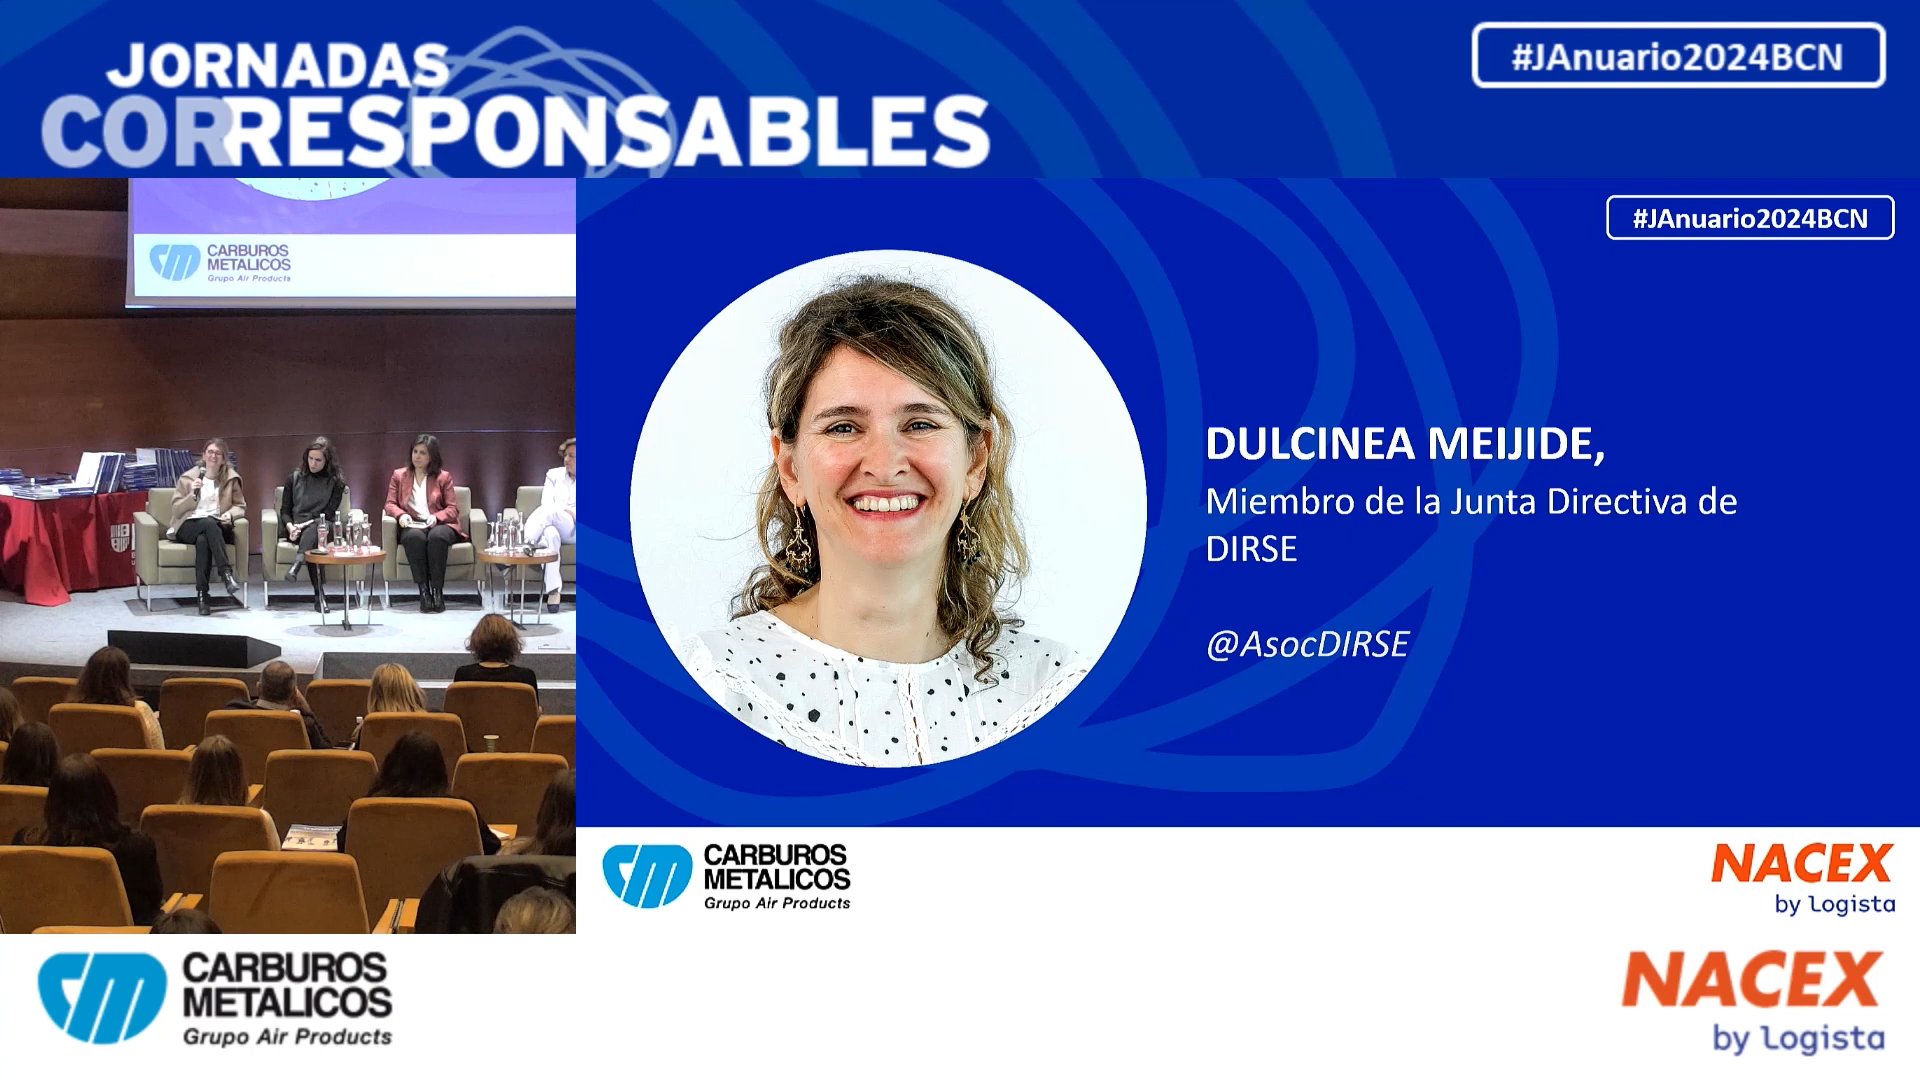 JORNADAS
CORRESPONSABLES
#JAnuario2024BCN
CARBUROS
METALICOS
Grupo Air Products
#JAnuario2024BCN
DULCINEA MEIJIDE,
Miembro de la Junta Directiva de
DIRSE
@AsocDIRSE
CARBUROS
METALICOS
Grupo Air Products
NACEX
by Logista
CARBUROS
METALICOS
Grupo Air Products
NACEX
by Logista